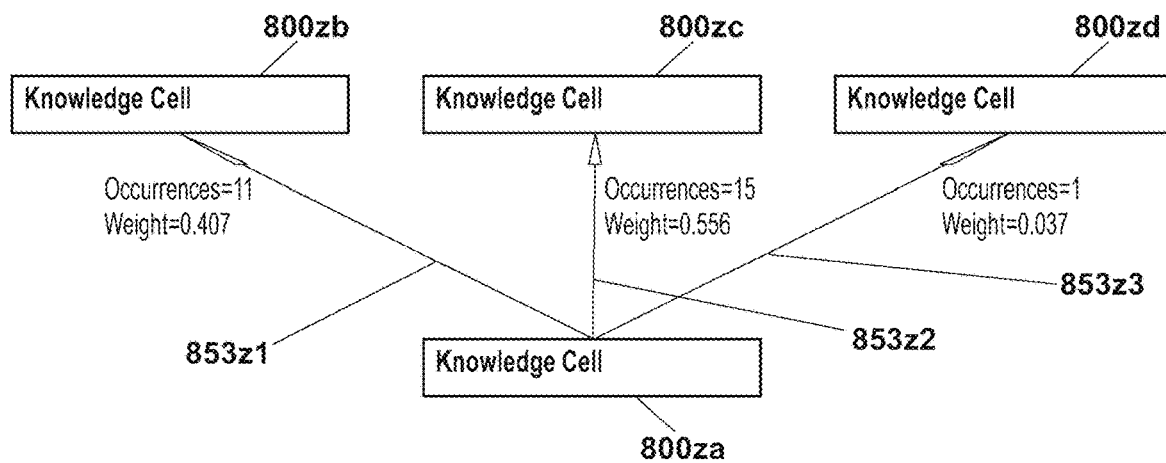 800zb
800zc
800zd
Knowledge Cell
Knowledge Cell
Knowledge Cell
Occurrences=11
Weight=0.407
Occurrences=15
Weight=0.556
Occurrences=1
Weight=0.037
853z3
853z2
853z1
Knowledge Cell
800za